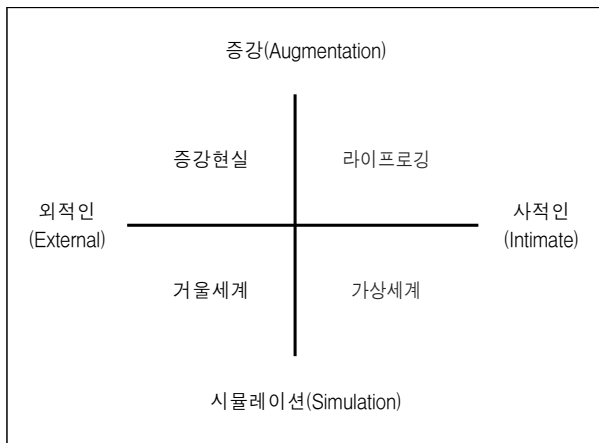 증강(Augmentation)
증강현실
라이프로깅
외적인
(External)
사적인
(Intimate)
거울세계
가상세계
시뮬레이션(Simulation)